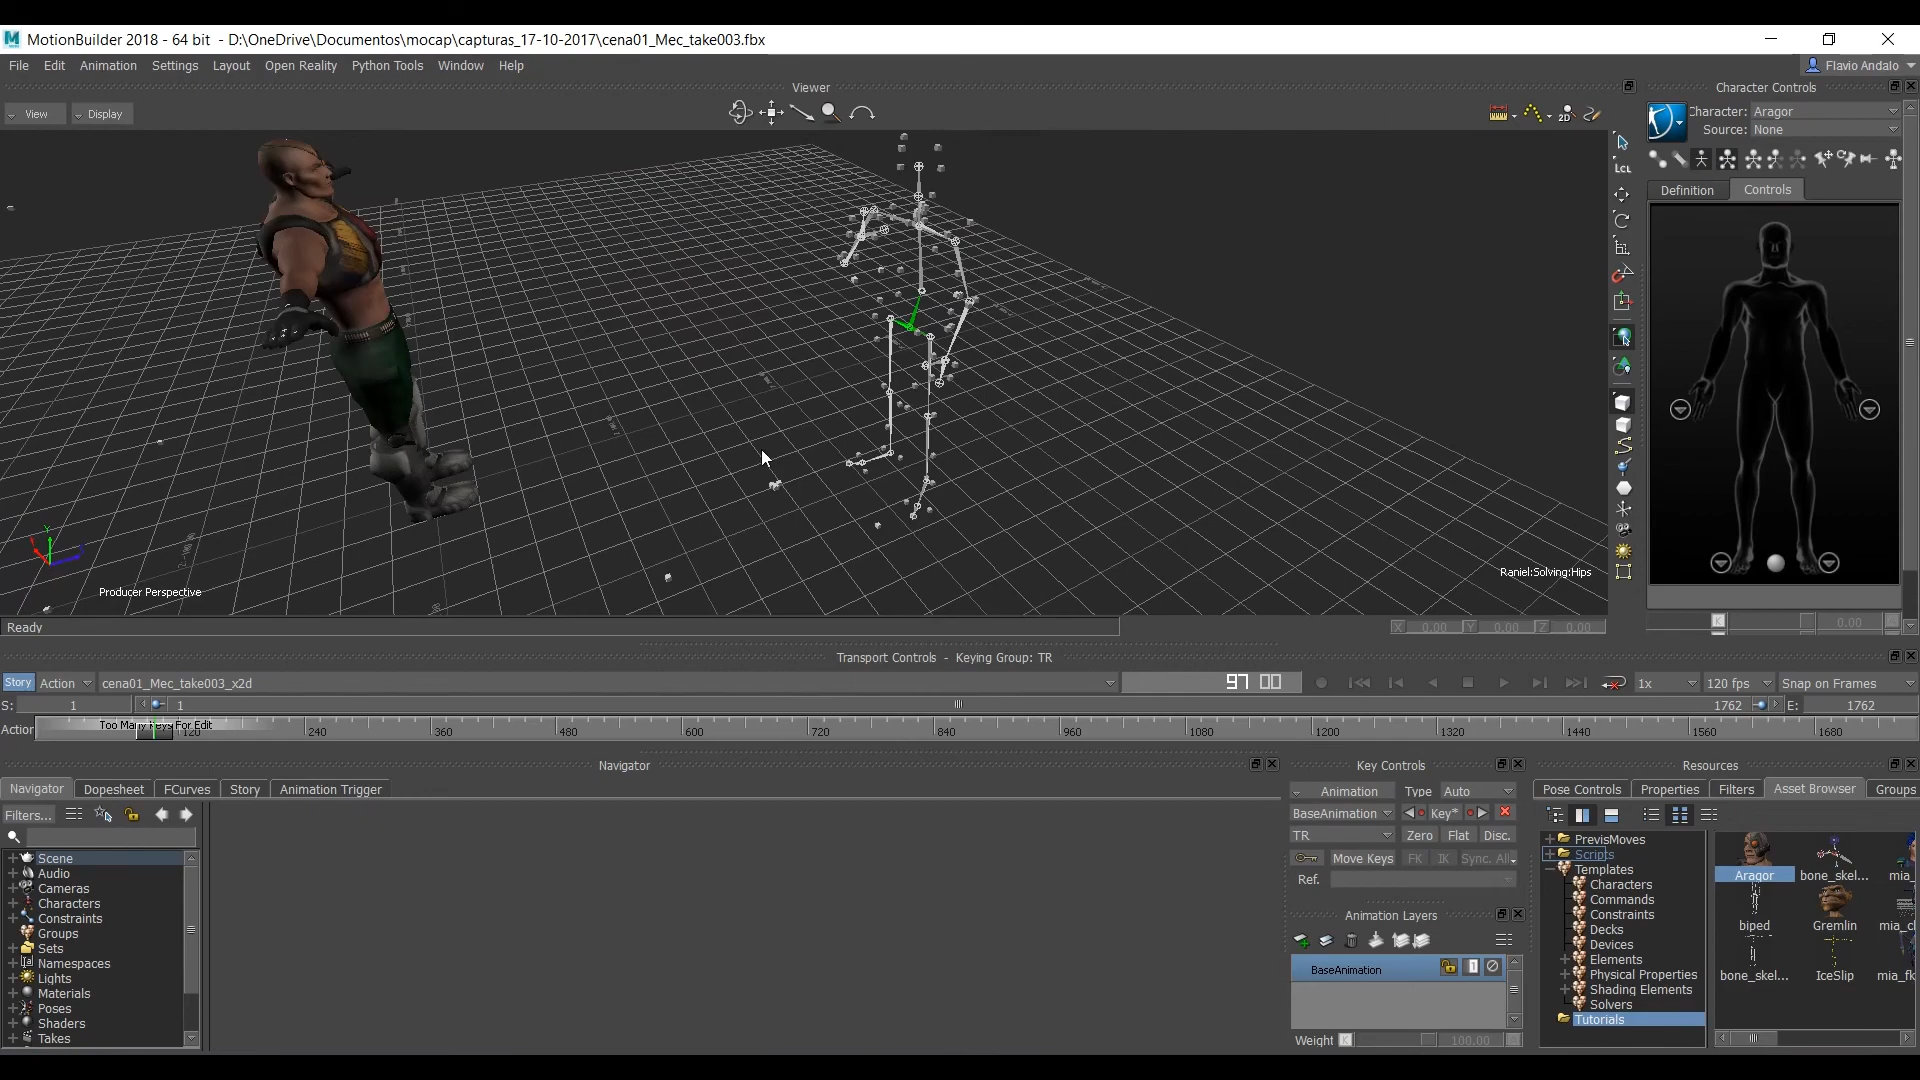 MotionBuilder 2018 - 64 bit - D:\OneDrive\Documentos\mocap\capturas_17-10-2017\cena01_Mec_take003.fbx
File Edit Animation Settings Layout Open Reality Python Tools Window Help
Flavio Andalo
Viewer
View Display
2D
LCL
Producer Perspective
Raniel:Solving:Hips
Ready
X 0.00 Y 0.00 Z 0.00
Character Controls
Character: Aragor
Source: None
Definition Controls
K 0.00
Transport Controls - Keying Group: TR
Story Action cena01_Mec_take003_x2d 97 00 1x 120 fps Snap on Frames
S: 1 1 1762 E: 1762
Action Too Many Keys For Edit 120 240 360 480 600 720 840 960 1080 1200 1320 1440 1560 1680
Navigator
Navigator Dopesheet FCurves Story Animation Trigger
Filters...
Scene
Audio
Cameras
Characters
Constraints
Groups
Sets
Namespaces
Lights
Materials
Poses
Shaders
Takes
Key Controls
Animation Type Auto
BaseAnimation Key*
TR Zero Flat Disc.
Move Keys FK IK Sync. All
Ref.
Animation Layers
BaseAnimation 1
Weight K 100.00 A
Resources
Pose Controls Properties Filters Asset Browser Groups
PrevisMoves
Scripts
Templates
Characters
Commands
Constraints
Decks
Devices
Elements
Physical Properties
Shading Elements
Solvers
Tutorials
Aragor bone_skel... mia_
biped Gremlin mia_cl
bone_skel... IceSlip mia_fk